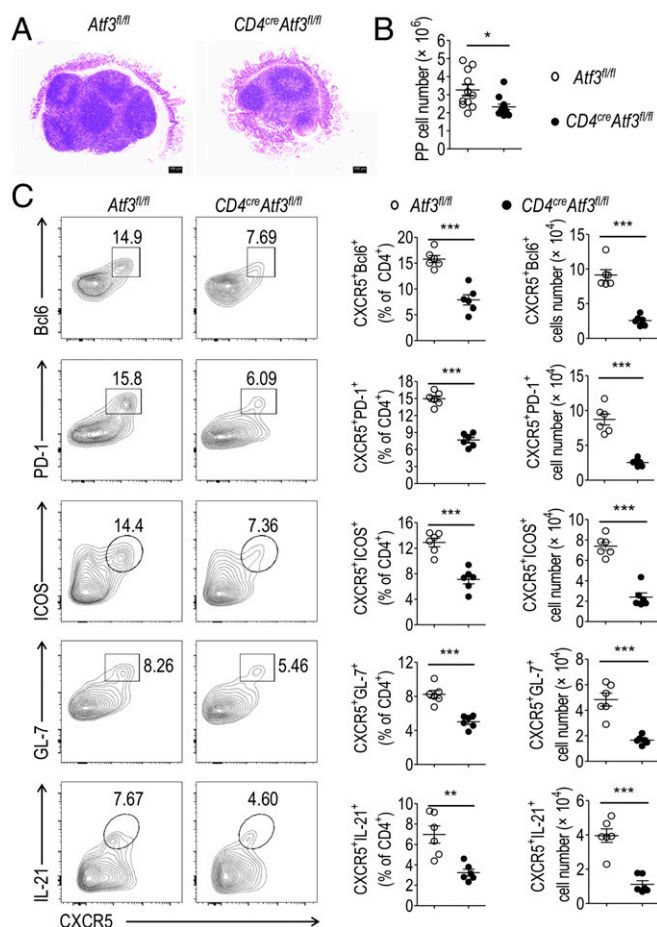 A
Atf3fl/fl
CD4creAtf3fl/fl
B
PP cell number (× 10⁶)
6
5
4
3
2
1
0
*
Atf3fl/fl
CD4creAtf3fl/fl
C
Atf3fl/fl
CD4creAtf3fl/fl
Atf3fl/fl
CD4creAtf3fl/fl
Bcl6
14.9
7.69
CXCR5⁺Bcl6⁺
(% of CD4⁺)
20
15
10
5
0
***
CXCR5⁺Bcl6⁺
cells number (× 10⁴)
15
10
5
0
***
PD-1
15.8
6.09
CXCR5⁺PD-1⁺
(% of CD4⁺)
18
15
12
9
6
3
0
***
CXCR5⁺PD-1⁺
cell number (× 10⁴)
15
10
5
0
***
ICOS
14.4
7.36
CXCR5⁺ICOS⁺
(% of CD4⁺)
16
12
8
4
0
***
CXCR5⁺ICOS⁺
cell number (× 10⁴)
10
8
6
4
2
0
***
GL-7
8.26
5.46
CXCR5⁺GL-7⁺
(% of CD4⁺)
16
12
8
4
0
***
CXCR5⁺GL-7⁺
cell number (× 10⁴)
8
6
4
2
0
***
IL-21
7.67
4.60
CXCR5⁺IL-21⁺
(% of CD4⁺)
10
8
6
4
2
0
**
CXCR5⁺IL-21⁺
cell number (× 10⁴)
6
4
2
0
***
CXCR5